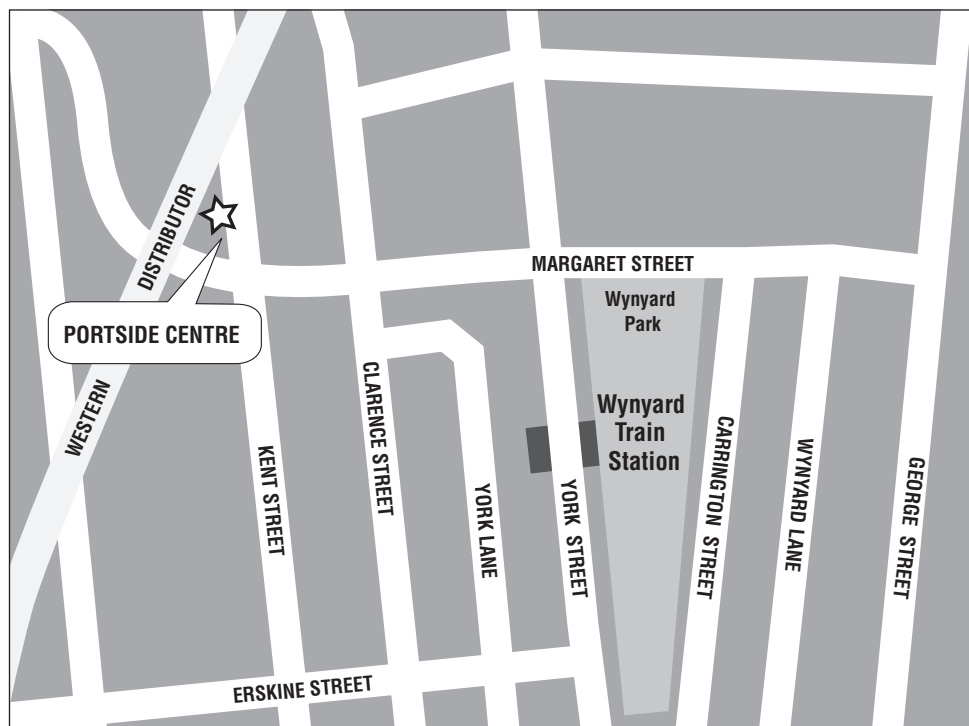 WESTERN DISTRIBUTOR
PORTSIDE CENTRE
MARGARET STREET
Wynyard
Park
Wynyard
Train
Station
KENT STREET
CLARENCE STREET
YORK LANE
YORK STREET
CARRINGTON STREET
WYNYARD LANE
GEORGE STREET
ERSKINE STREET